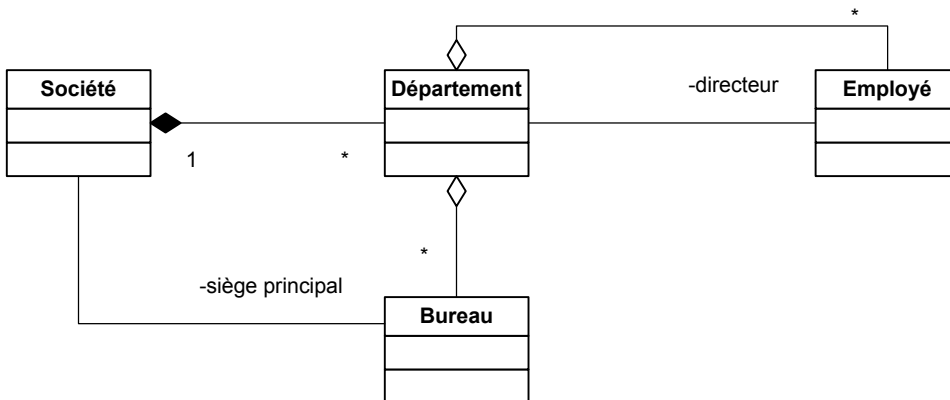 *
Société
Département
-directeur
Employé
1
*
*
-siège principal
Bureau